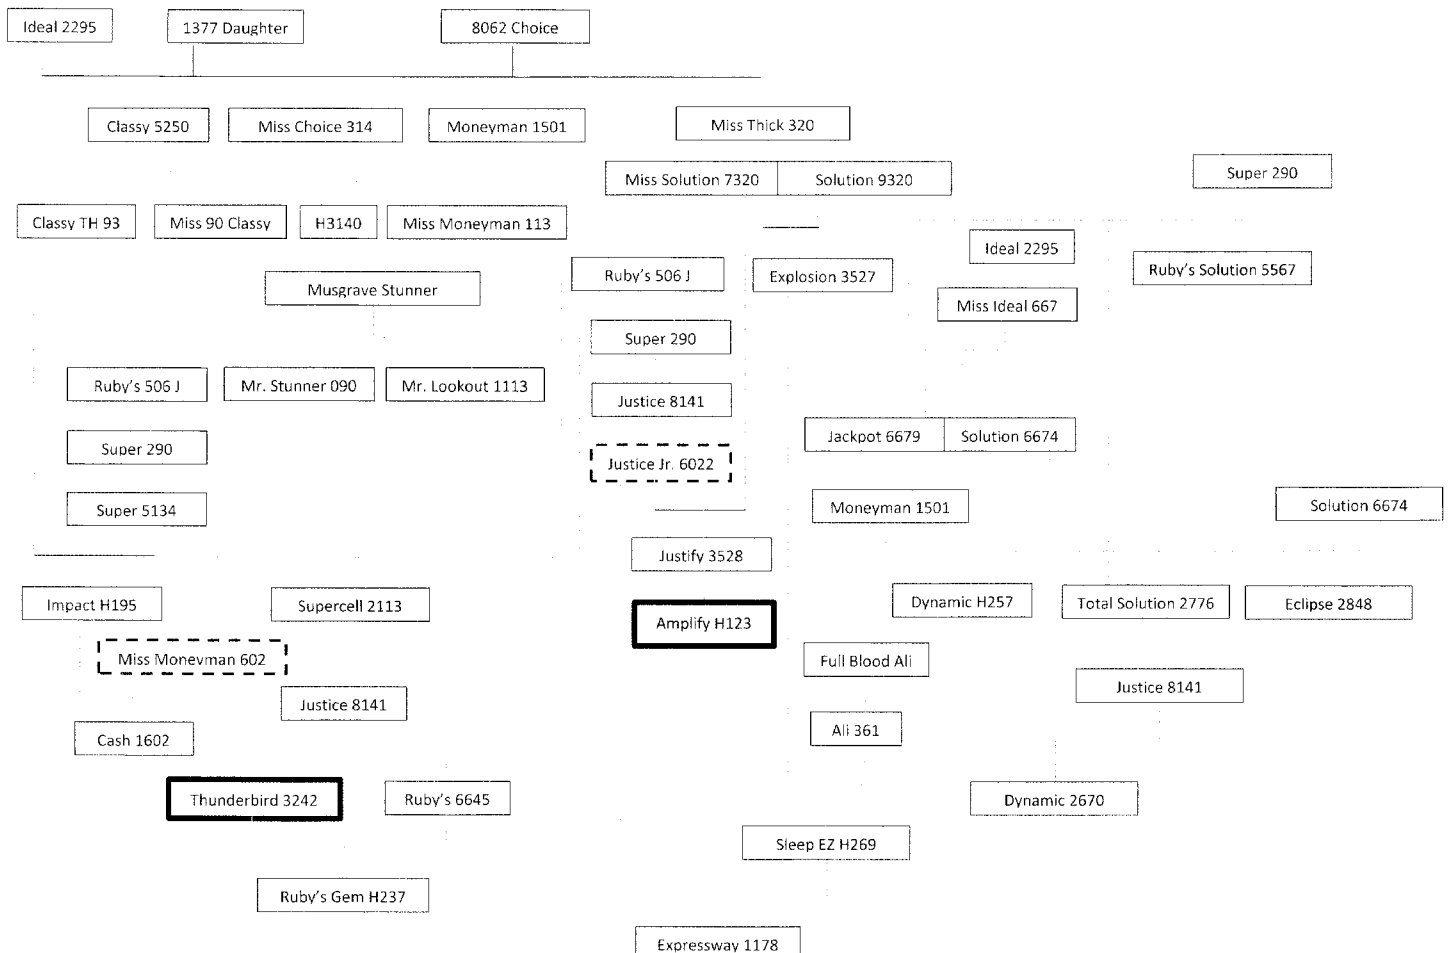 Ideal 2295
1377 Daughter
8062 Choice
Classy 5250
Miss Choice 314
Moneyman 1501
Miss Thick 320
Miss Solution 7320
Solution 9320
Super 290
Classy TH 93
Miss 90 Classy
H3140
Miss Moneyman 113
Ideal 2295
Ruby's Solution 5567
Ruby's 506 J
Explosion 3527
Musgrave Stunner
Miss Ideal 667
Super 290
Ruby's 506 J
Mr. Stunner 090
Mr. Lookout 1113
Justice 8141
Jackpot 6679
Solution 6674
Super 290
Justice Jr. 6022
Super 5134
Moneyman 1501
Solution 6674
Justify 3528
Impact H195
Supercell 2113
Dynamic H257
Total Solution 2776
Eclipse 2848
Amplify H123
Miss Moneyman 602
Full Blood Ali
Justice 8141
Justice 8141
Cash 1602
Ali 361
Thunderbird 3242
Ruby's 6645
Dynamic 2670
Sleep EZ H269
Ruby's Gem H237
Expressway 1178